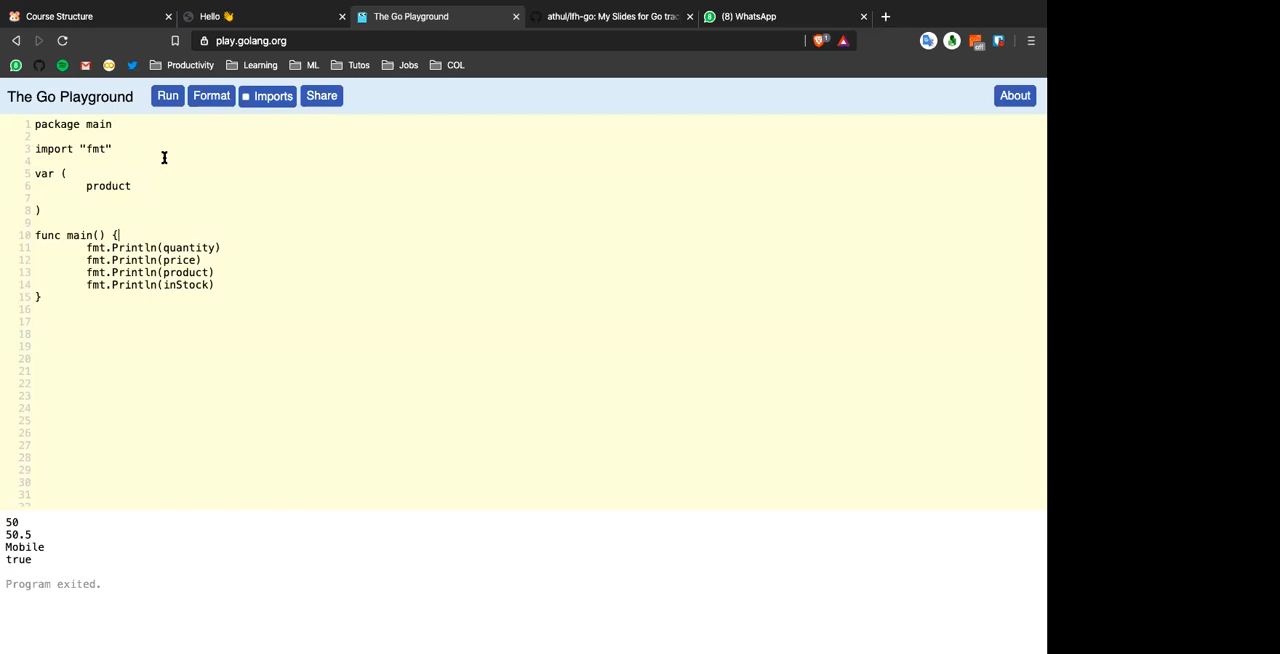 Course Structure
Hello 👋
The Go Playground
athul/lfh-go: My Slides for Go trac
(8) WhatsApp
play.golang.org
1
off
Productivity
Learning
ML
Tutos
Jobs
COL
The Go Playground
Run
Format
Imports
Share
About
1 package main
2
3 import "fmt"
4
5 var (
6 product
7
8 )
9
10 func main() {
11 fmt.Println(quantity)
12 fmt.Println(price)
13 fmt.Println(product)
14 fmt.Println(inStock)
15 }
16
17
18
19
20
21
22
23
24
25
26
27
28
29
30
31
32
50
50.5
Mobile
true
Program exited.